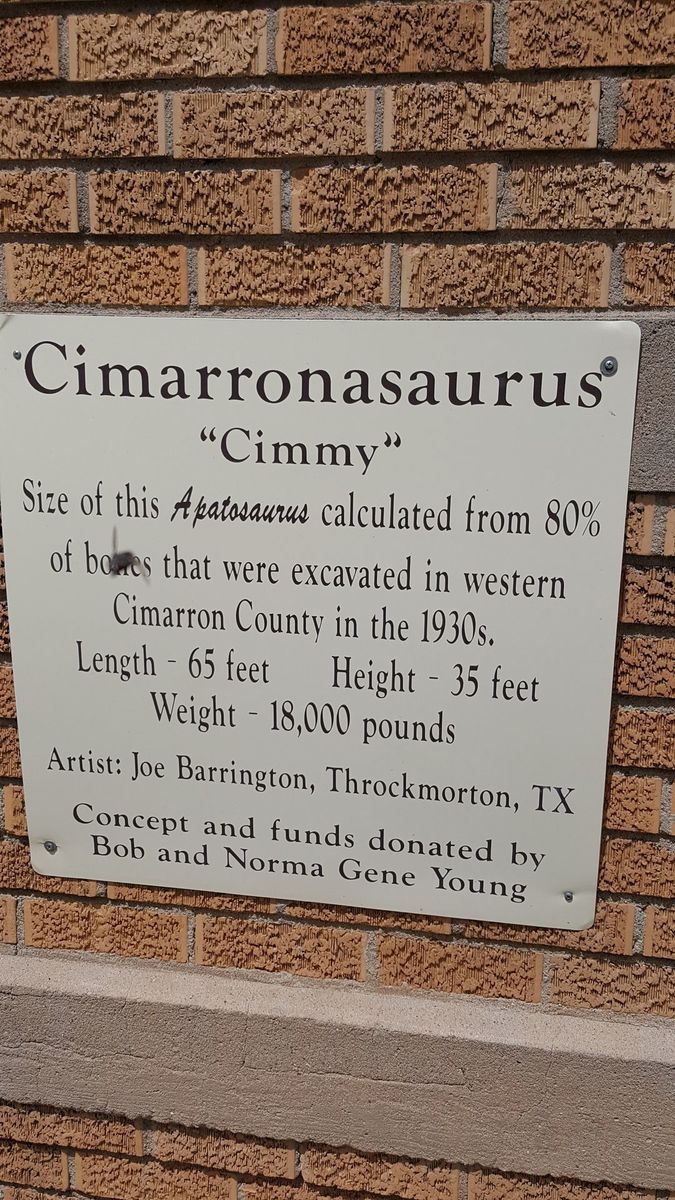 Cimarronasaurus
“Cimmy”
Size of this Apatosaurus calculated from 80%
of bones that were excavated in western
Cimarron County in the 1930s.
Length - 65 feet Height - 35 feet
Weight - 18,000 pounds
Artist: Joe Barrington, Throckmorton, TX
Concept and funds donated by
Bob and Norma Gene Young